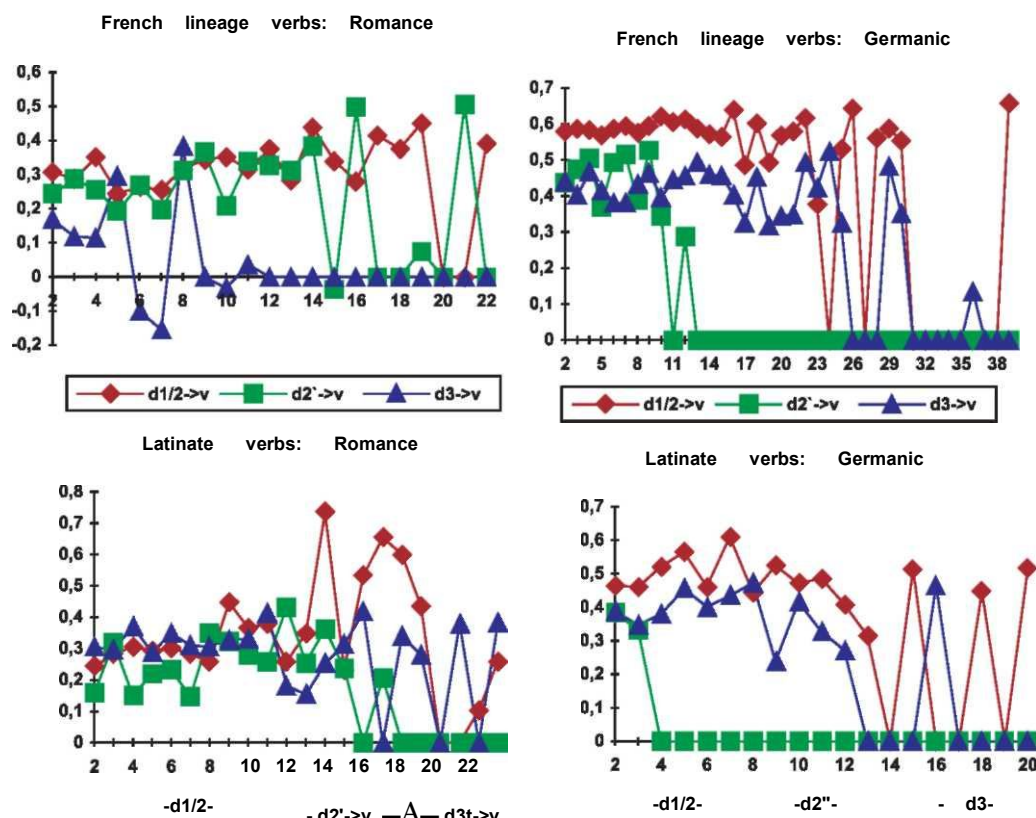 French lineage verbs: Romance
0,6
0,5
0,4
0,3
0,2
0,1
0
-0,1
-0,2
2 4 6 8 10 12 14 16 18 20 22
d1/2->v d2`->v d3->v
French lineage verbs: Germanic
0,7
0,6
0,5
0,4
0,3
0,2
0,1
0
2 5 8 11 14 17 20 23 26 29 32 35 38
d1/2->v d2`->v d3->v
Latinate verbs: Romance
0,8
0,7
0,6
0,5
0,4
0,3
0,2
0,1
0
2 4 6 8 10 12 14 16 18 20 22
-d1/2- - d2'->v —A— d3t->v
Latinate verbs: Germanic
0,7
0,6
0,5
0,4
0,3
0,2
0,1
0
2 4 6 8 10 12 14 16 18 20
-d1/2- -d2"- - d3-